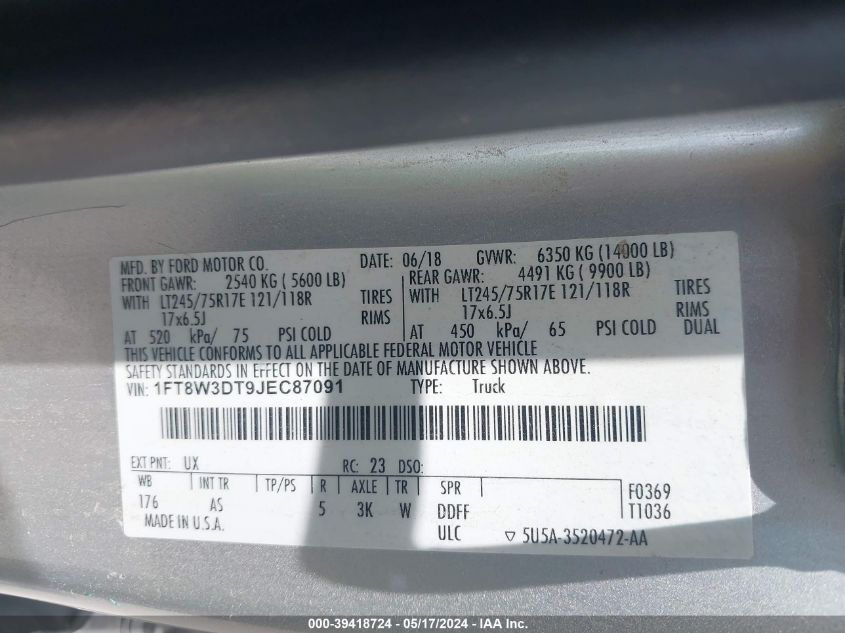 MFD. BY FORD MOTOR CO. DATE: 06/18 GVWR: 6350 KG (14000 LB)
FRONT GAWR: 2540 KG ( 5600 LB) REAR GAWR: 4491 KG ( 9900 LB)
WITH LT245/75R17E 121/118R TIRES WITH LT245/75R17E 121/118R TIRES
17x6.5J RIMS 17x6.5J RIMS
AT 520 kPa/ 75 PSI COLD AT 450 kPa/ 65 PSI COLD DUAL
THIS VEHICLE CONFORMS TO ALL APPLICABLE FEDERAL MOTOR VEHICLE
SAFETY STANDARDS IN EFFECT ON THE DATE OF MANUFACTURE SHOWN ABOVE.
VIN: 1FT8W3DT9JEC87091 TYPE: Truck
EXT PNT: UX RC: 23 DSO:
WB INT TR TP/PS R AXLE TR SPR F0369
176 AS 5 3K W DDFF T1036
MADE IN U.S.A. ULC ▽ 5U5A-3520472-AA
000-39418724 - 05/17/2024 - IAA Inc.